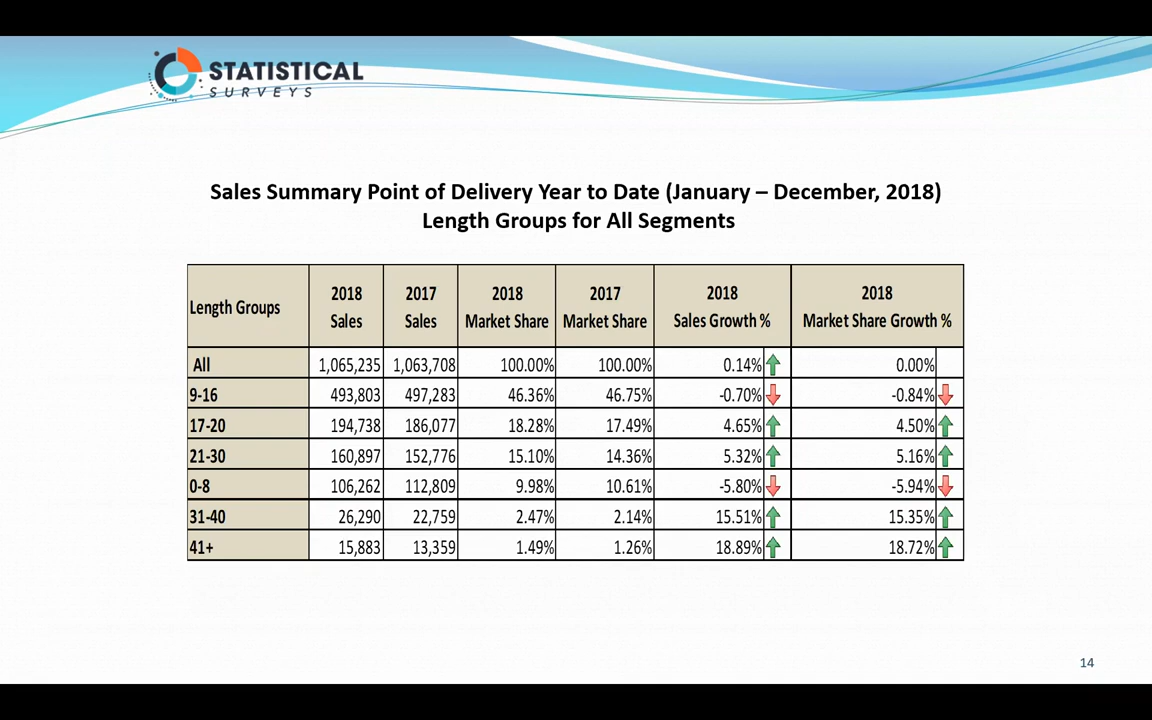 STATISTICAL
SURVEYS
Sales Summary Point of Delivery Year to Date (January – December, 2018)
Length Groups for All Segments
Length Groups 2018 Sales 2017 Sales 2018 Market Share 2017 Market Share 2018 Sales Growth % 2018 Market Share Growth %
All 1,065,235 1,063,708 100.00% 100.00% 0.14% 0.00%
9-16 493,803 497,283 46.36% 46.75% -0.70% -0.84%
17-20 194,738 186,077 18.28% 17.49% 4.65% 4.50%
21-30 160,897 152,776 15.10% 14.36% 5.32% 5.16%
0-8 106,262 112,809 9.98% 10.61% -5.80% -5.94%
31-40 26,290 22,759 2.47% 2.14% 15.51% 15.35%
41+ 15,883 13,359 1.49% 1.26% 18.89% 18.72%
14